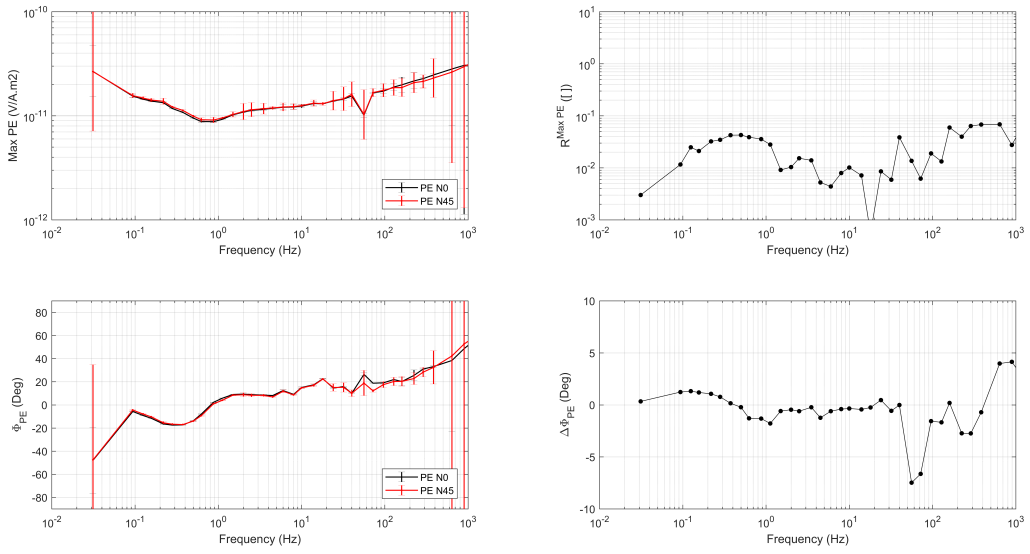 10^-10
10^-11
10^-12
Max PE (V/A.m2)
PE N0
PE N45
10^-2 10^-1 10^0 10^1 10^2 10^3
Frequency (Hz)
10^1
10^0
10^-1
10^-2
10^-3
R^Max PE ([])
10^-2 10^-1 10^0 10^1 10^2 10^3
Frequency (Hz)
80
60
40
20
0
-20
-40
-60
-80
Φ_PE (Deg)
PE N0
PE N45
10^-2 10^-1 10^0 10^1 10^2 10^3
Frequency (Hz)
10
5
0
-5
-10
ΔΦ_PE (Deg)
10^-2 10^-1 10^0 10^1 10^2 10^3
Frequency (Hz)